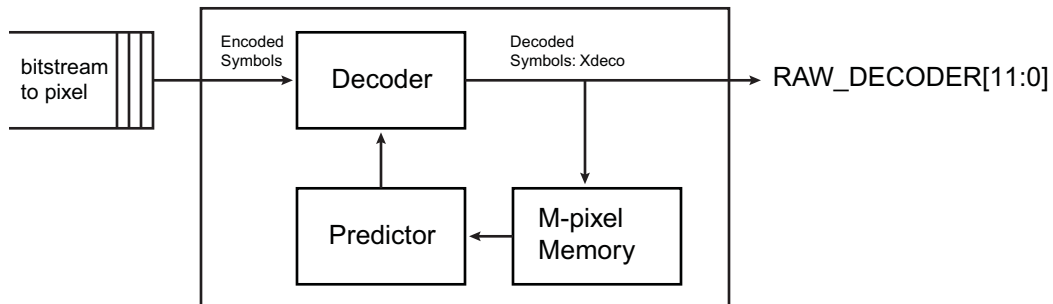 bitstream
to pixel
Encoded
Symbols
Decoder
Decoded
Symbols: Xdeco
RAW_DECODER[11:0]
Predictor
M-pixel
Memory